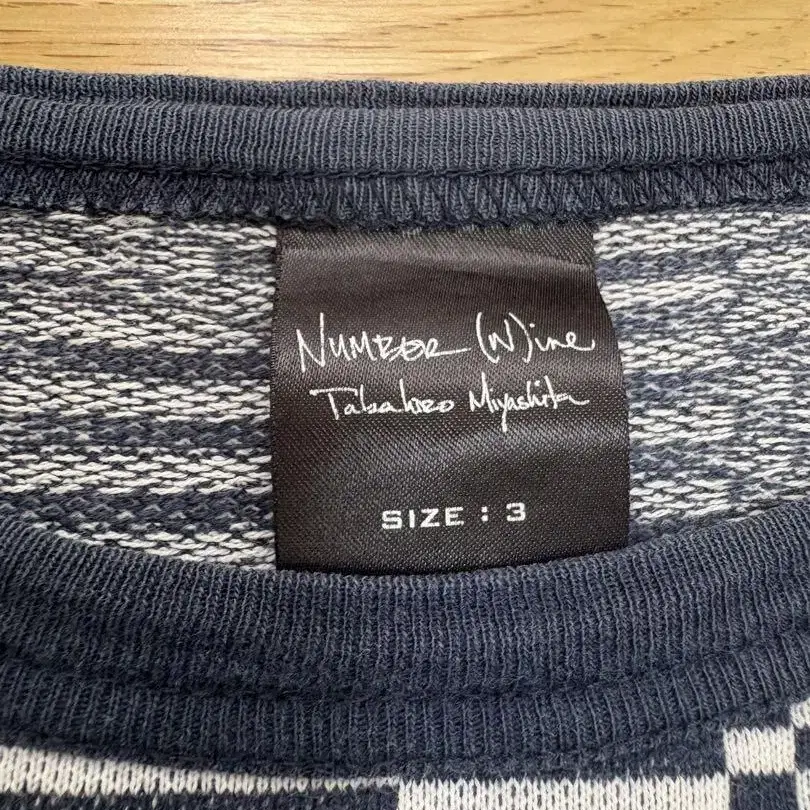 NUMBER (N)ine
Takahiro Miyashita
SIZE : 3